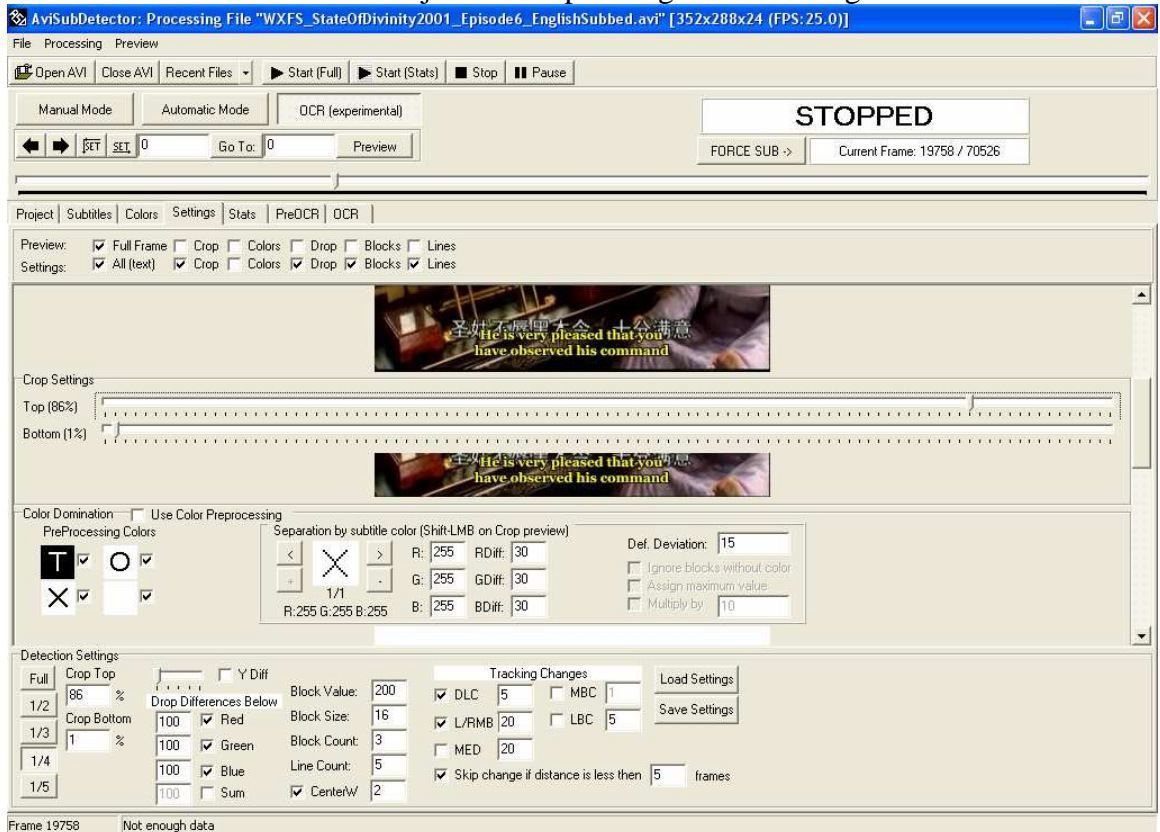 AviSubDetector: Processing File "WXFS_StateOfDivinity2001_Episode6_EnglishSubbed.avi" [352x288x24 (FPS:25.0)]
File Processing Preview
Open AVI Close AVI Recent Files Start (Full) Start (Stats) Stop Pause
Manual Mode Automatic Mode OCR (experimental)
STOPPED
SET SET 0 Go To: 0 Preview
FORCE SUB -> Current Frame: 19758 / 70526
Project Subtitles Colors Settings Stats PreOCR OCR
Preview: Full Frame Crop Colors Drop Blocks Lines
Settings: All (text) Crop Colors Drop Blocks Lines
He is very pleased that you
have observed his command
Crop Settings
Top (86%)
Bottom (1%)
He is very pleased that you
have observed his command
Color Domination Use Color Preprocessing
PreProcessing Colors
T O
X
Separation by subtitle color (Shift-LMB on Crop preview)
< X > R: 255 RDiff: 30
+ - G: 255 GDiff: 30
1/1
R:255 G:255 B:255 B: 255 BDiff: 30
Def. Deviation: 15
Ignore blocks without color
Assign maximum value
Multiply by 10
Detection Settings
Full
1/2
1/3
1/4
1/5
Crop Top
86 %
Crop Bottom
1 %
Y Diff
Drop Differences Below
100 Red
100 Green
100 Blue
100 Sum
Block Value: 200
Block Size: 16
Block Count: 3
Line Count: 5
CenterW 2
Tracking Changes
DLC 5 MBC 1
L/RMB 20 LBC 5
MED 20
Skip change if distance is less then 5 frames
Load Settings
Save Settings
Frame 19758 Not enough data